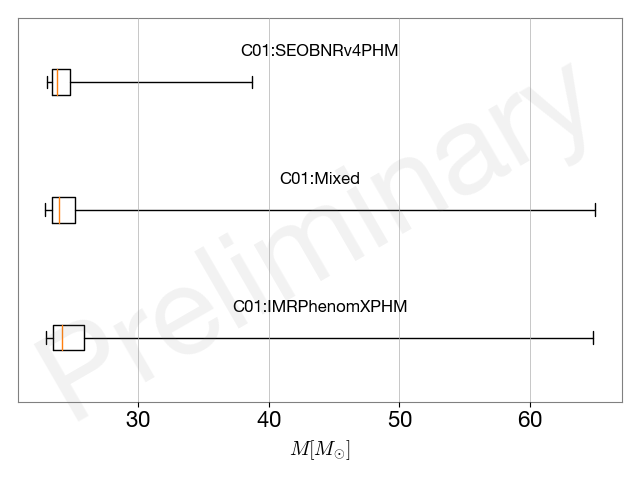 C01:SEOBNRv4PHM
C01:Mixed
C01:IMRPhenomXPHM
Preliminary
30 40 50 60
M[M⊙]